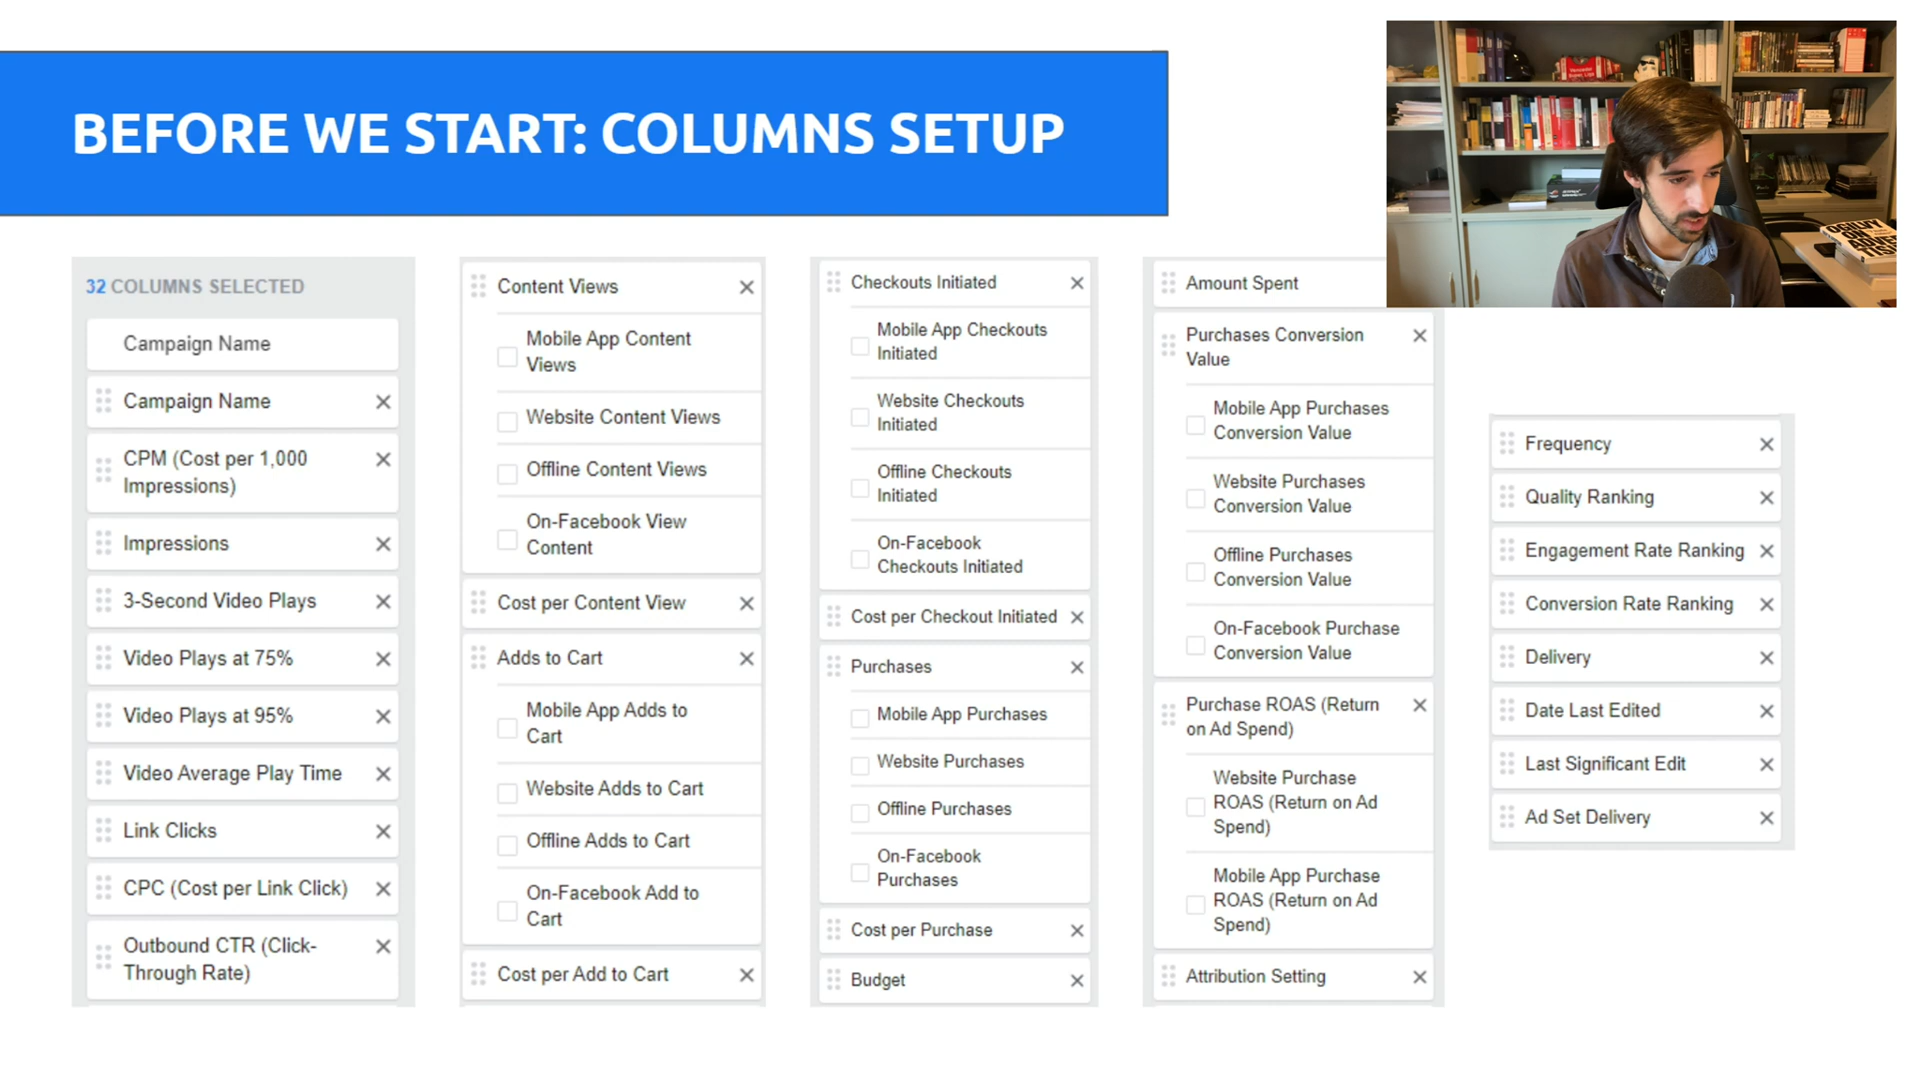 BEFORE WE START: COLUMNS SETUP
32 COLUMNS SELECTED
Campaign Name
Campaign Name
CPM (Cost per 1,000
Impressions)
Impressions
3-Second Video Plays
Video Plays at 75%
Video Plays at 95%
Video Average Play Time
Link Clicks
CPC (Cost per Link Click)
Outbound CTR (Click-
Through Rate)
Content Views
Mobile App Content
Views
Website Content Views
Offline Content Views
On-Facebook View
Content
Cost per Content View
Adds to Cart
Mobile App Adds to
Cart
Website Adds to Cart
Offline Adds to Cart
On-Facebook Add to
Cart
Cost per Add to Cart
Checkouts Initiated
Mobile App Checkouts
Initiated
Website Checkouts
Initiated
Offline Checkouts
Initiated
On-Facebook
Checkouts Initiated
Cost per Checkout Initiated
Purchases
Mobile App Purchases
Website Purchases
Offline Purchases
On-Facebook
Purchases
Cost per Purchase
Budget
Amount Spent
Purchases Conversion
Value
Mobile App Purchases
Conversion Value
Website Purchases
Conversion Value
Offline Purchases
Conversion Value
On-Facebook Purchase
Conversion Value
Purchase ROAS (Return
on Ad Spend)
Website Purchase
ROAS (Return on Ad
Spend)
Mobile App Purchase
ROAS (Return on Ad
Spend)
Attribution Setting
Frequency
Quality Ranking
Engagement Rate Ranking
Conversion Rate Ranking
Delivery
Date Last Edited
Last Significant Edit
Ad Set Delivery